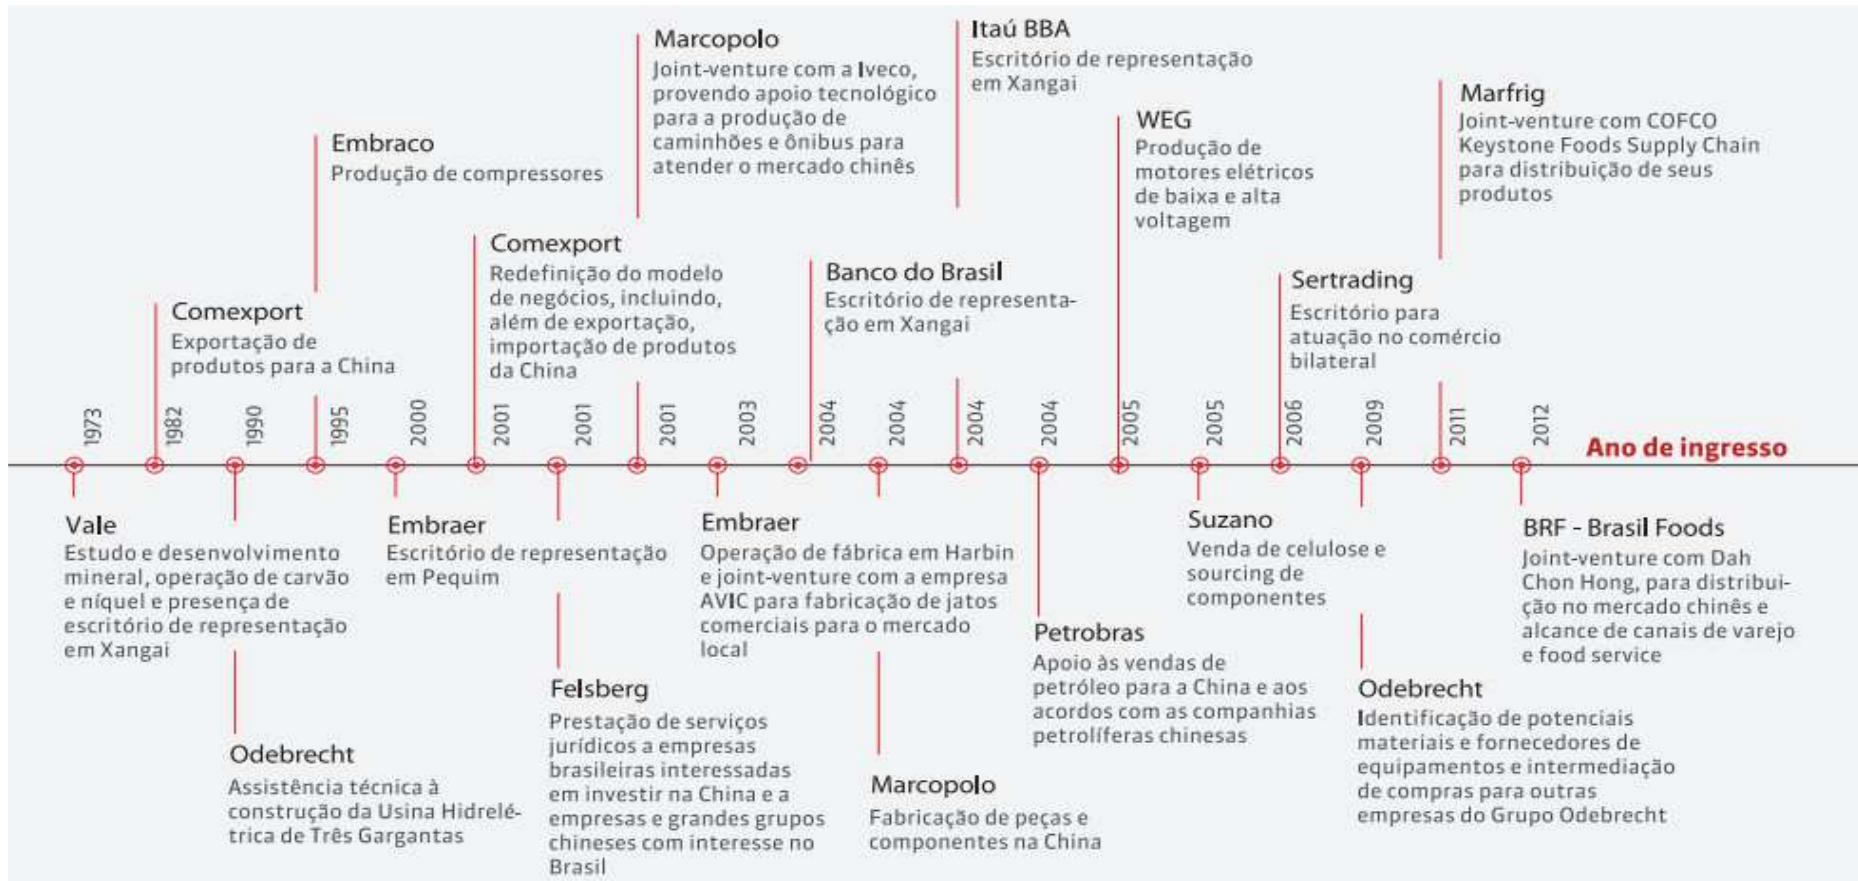 Marcopolo
Joint-venture com a Iveco,
provendo apoio tecnológico
para a produção de
caminhões e ônibus para
atender o mercado chinês
Itaú BBA
Escritório de representação
em Xangai
Marfrig
Joint-venture com COFCO
Keystone Foods Supply Chain
para distribuição de seus
produtos
WEG
Produção de
motores elétricos
de baixa e alta
voltagem
Embraco
Produção de compressores
Comexport
Redefinição do modelo
de negócios, incluindo,
além de exportação,
importação de produtos
da China
Banco do Brasil
Escritório de representa-
ção em Xangai
Sertrading
Escritório para
atuação no comércio
bilateral
Comexport
Exportação de
produtos para a China
1973
1982
1990
1995
2000
2001
2001
2001
2003
2004
2004
2004
2004
2005
2005
2006
2009
2011
2012
Ano de ingresso
Vale
Estudo e desenvolvimento
mineral, operação de carvão
e níquel e presença de
escritório de representação
em Xangai
Embraer
Escritório de representação
em Pequim
Embraer
Operação de fábrica em Harbin
e joint-venture com a empresa
AVIC para fabricação de jatos
comerciais para o mercado
local
Suzano
Venda de celulose e
sourcing de
componentes
BRF - Brasil Foods
Joint-venture com Dah
Chon Hong, para distribui-
ção no mercado chinês e
alcance de canais de varejo
e food service
Petrobras
Apoio às vendas de
petróleo para a China e aos
acordos com as companhias
petrolíferas chinesas
Felsberg
Prestação de serviços
jurídicos a empresas
brasileiras interessadas
em investir na China e a
empresas e grandes grupos
chineses com interesse no
Brasil
Odebrecht
Identificação de potenciais
materiais e fornecedores de
equipamentos e intermediação
de compras para outras
empresas do Grupo Odebrecht
Odebrecht
Assistência técnica à
construção da Usina Hidrelé-
trica de Três Gargantas
Marcopolo
Fabricação de peças e
componentes na China